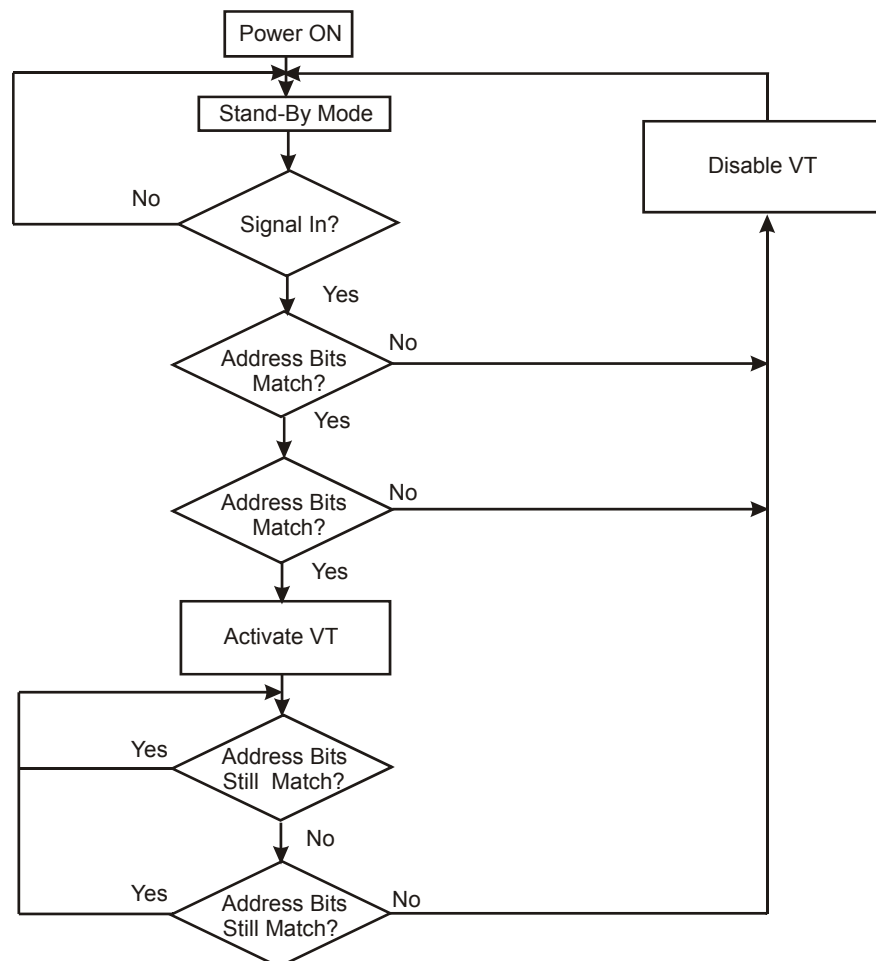 Power ON
Stand-By Mode
Disable VT
No
Signal In?
Yes
Address Bits
Match?
No
Yes
Address Bits
Match?
No
Yes
Activate VT
Yes
Address Bits
Still Match?
No
Yes
Address Bits
Still Match?
No